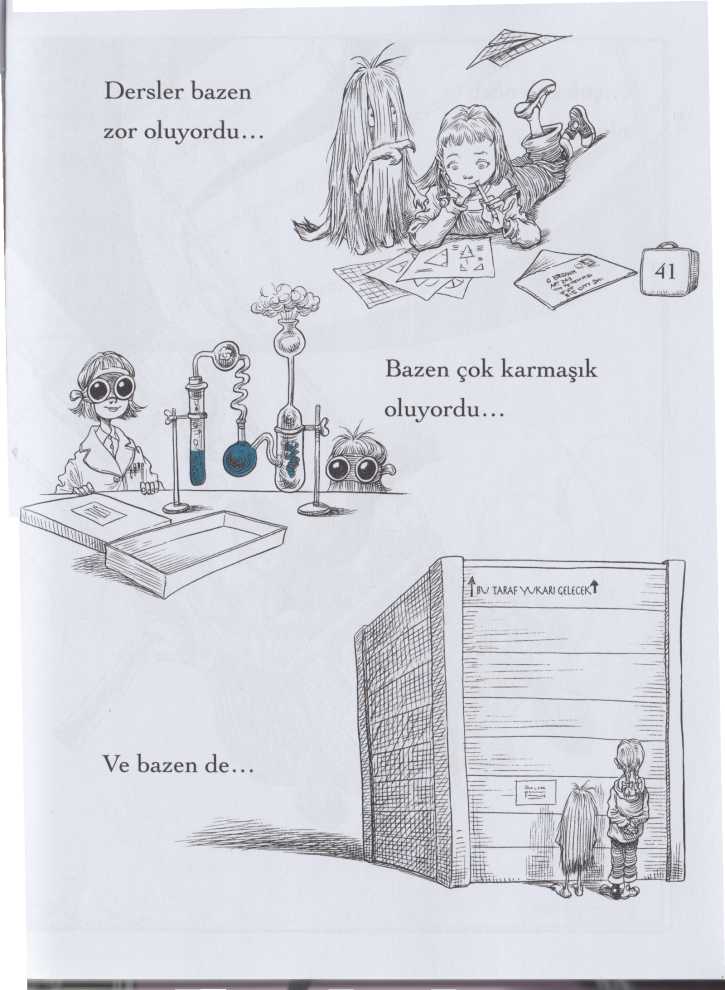 Dersler bazen
zor oluyordu...
41
Bazen çok karmaşık
oluyordu...
↑BU TARAF YUKARI GELECEK↑
Ve bazen de...